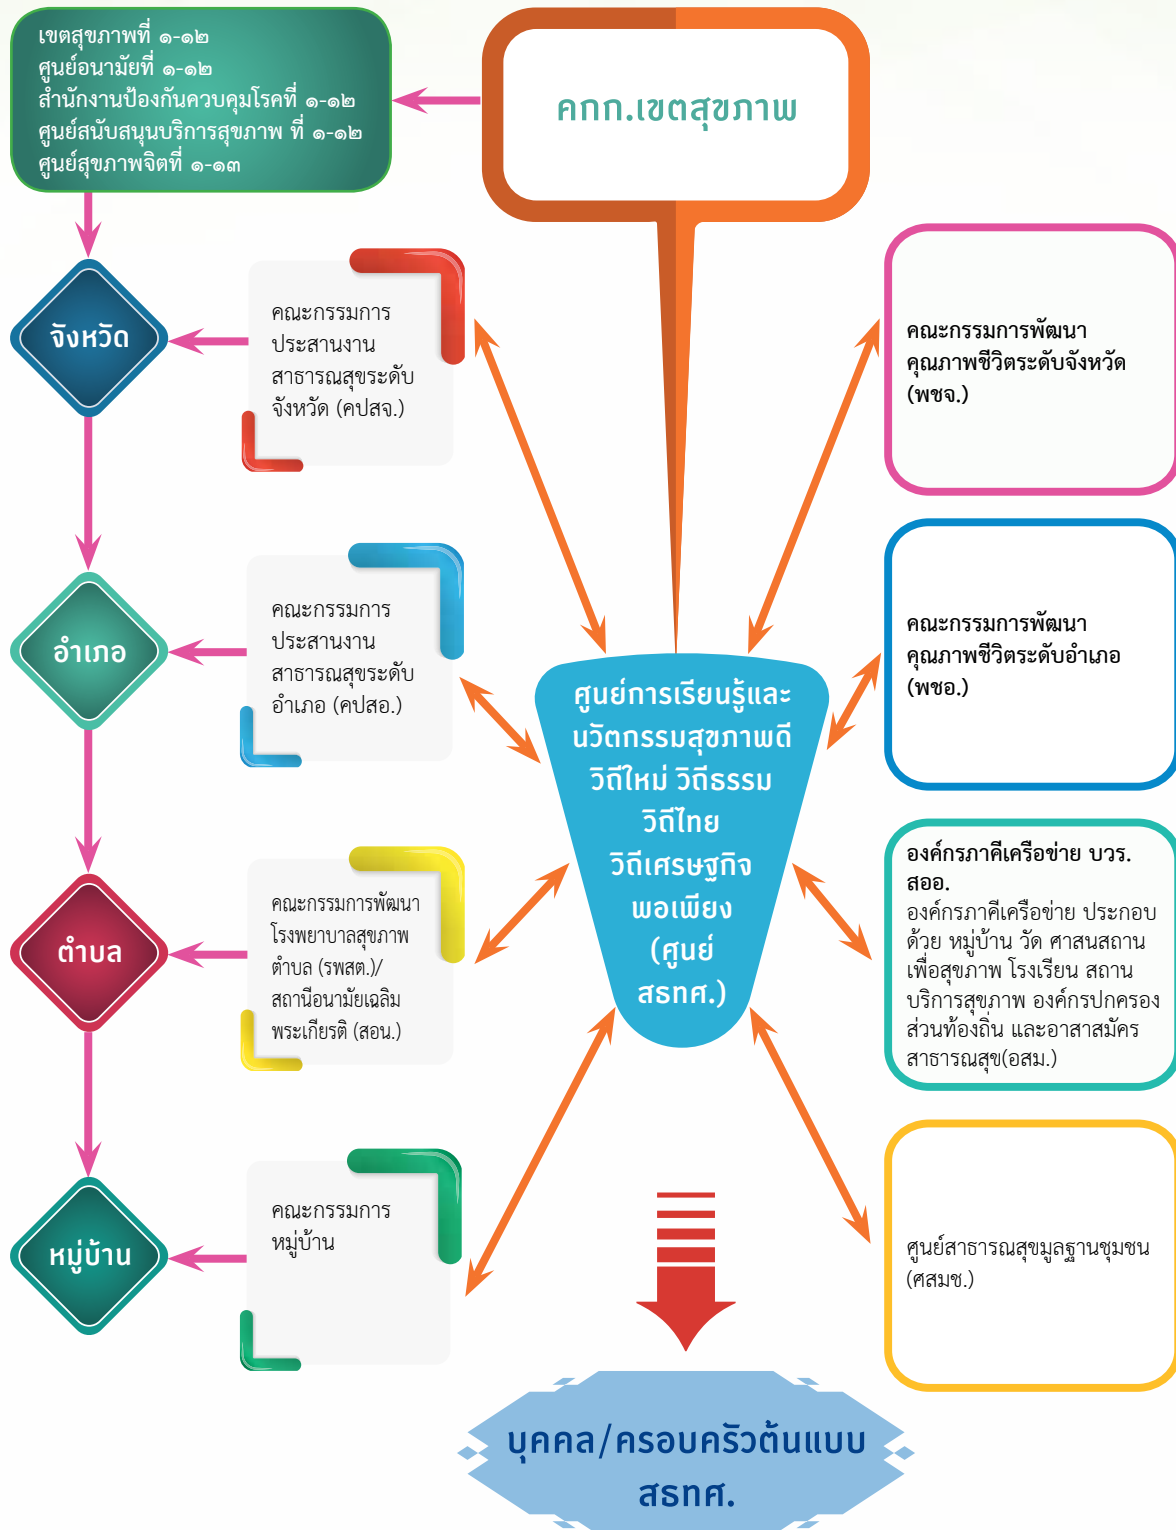 เขตสุขภาพที่ ๑-๑๒
ศูนย์อนามัยที่ ๑-๑๒
สำนักงานป้องกันควบคุมโรคที่ ๑-๑๒
ศูนย์สนับสนุนบริการสุขภาพ ที่ ๑-๑๒
ศูนย์สุขภาพจิตที่ ๑-๑๓
คกก.เขตสุขภาพ
จังหวัด
คณะกรรมการ
ประสานงาน
สาธารณสุขระดับ
จังหวัด (คปสจ.)
คณะกรรมการพัฒนา
คุณภาพชีวิตระดับจังหวัด
(พชจ.)
อำเภอ
คณะกรรมการ
ประสานงาน
สาธารณสุขระดับ
อำเภอ (คปสอ.)
คณะกรรมการพัฒนา
คุณภาพชีวิตระดับอำเภอ
(พชอ.)
ศูนย์การเรียนรู้และ
นวัตกรรมสุขภาพดี
วิถีใหม่ วิถีธรรม
วิถีไทย
วิถีเศรษฐกิจ
พอเพียง
(ศูนย์
สธทศ.)
ตำบล
คณะกรรมการพัฒนา
โรงพยาบาลสุขภาพ
ตำบล (รพสต.)/
สถานีอนามัยเฉลิม
พระเกียรติ (สอน.)
องค์กรภาคีเครือข่าย บวร.
สออ.
องค์กรภาคีเครือข่าย ประกอบ
ด้วย หมู่บ้าน วัด ศาสนสถาน
เพื่อสุขภาพ โรงเรียน สถาน
บริการสุขภาพ องค์กรปกครอง
ส่วนท้องถิ่น และอาสาสมัคร
สาธารณสุข(อสม.)
หมู่บ้าน
คณะกรรมการ
หมู่บ้าน
ศูนย์สาธารณสุขมูลฐานชุมชน
(ศสมช.)
บุคคล/ครอบครัวต้นแบบ
สธทศ.